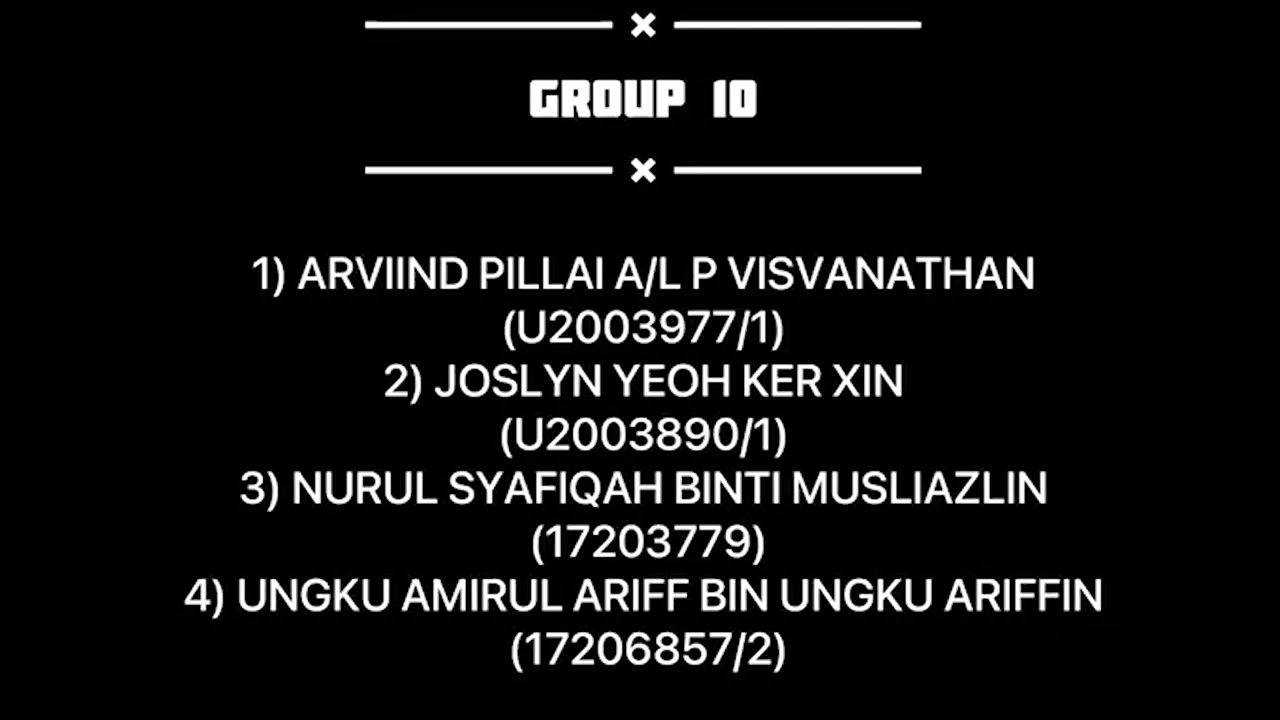 GROUP 10
1) ARVIIND PILLAI A/L P VISVANATHAN
(U2003977/1)
2) JOSLYN YEOH KER XIN
(U2003890/1)
3) NURUL SYAFIQAH BINTI MUSLIAZLIN
(17203779)
4) UNGKU AMIRUL ARIFF BIN UNGKU ARIFFIN
(17206857/2)